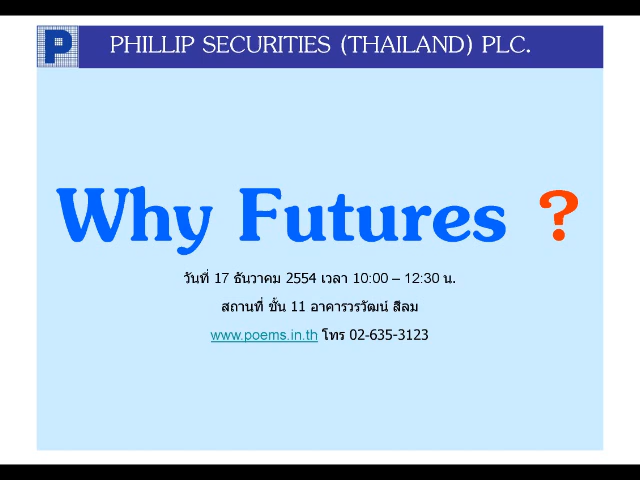 P
PHILLIP SECURITIES (THAILAND) PLC.
Why Futures ?
วันที่ 17 ธันวาคม 2554 เวลา 10:00 – 12:30 น.
สถานที่ ชั้น 11 อาคารวรวัฒน์ สีลม
www.poems.in.th โทร 02-635-3123